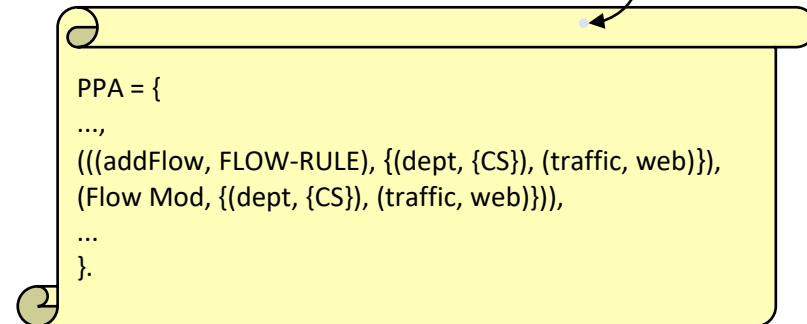 PPA = {
...,
(((addFlow, FLOW-RULE), {(dept, {CS}), (traffic, web)}),
(Flow Mod, {(dept, {CS}), (traffic, web)})),
...
}.